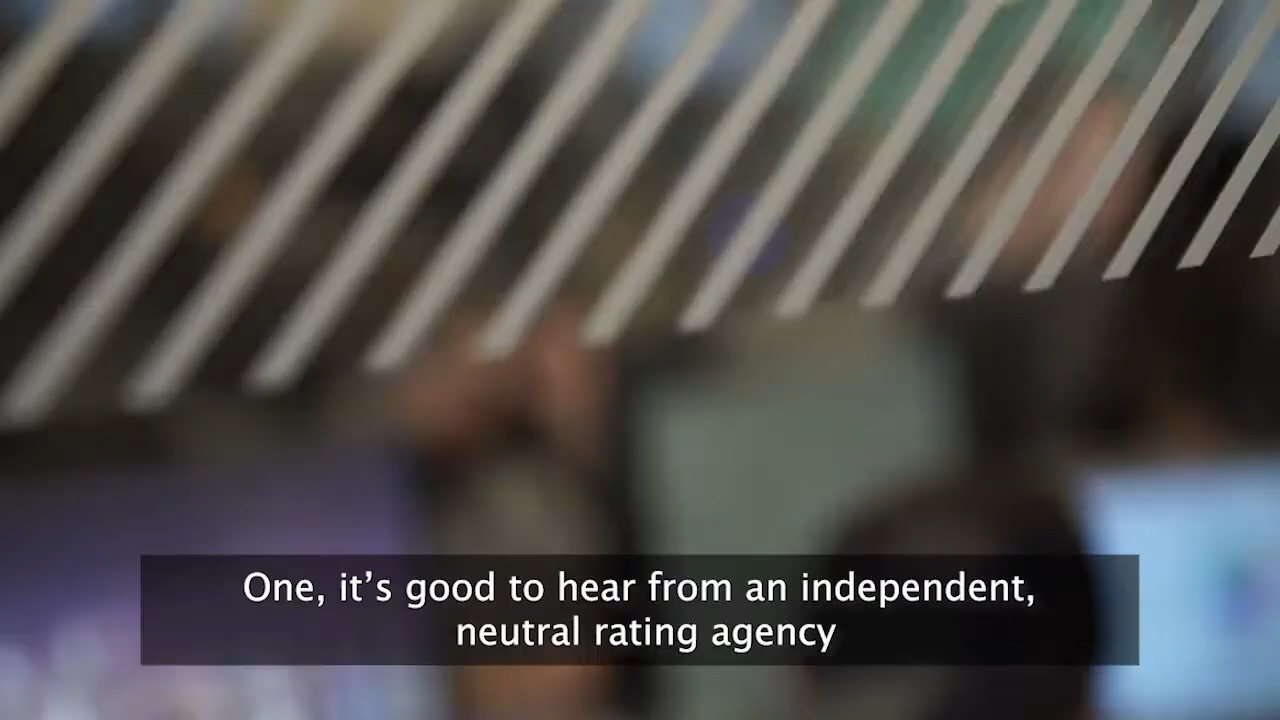 One, it’s good to hear from an independent,
neutral rating agency